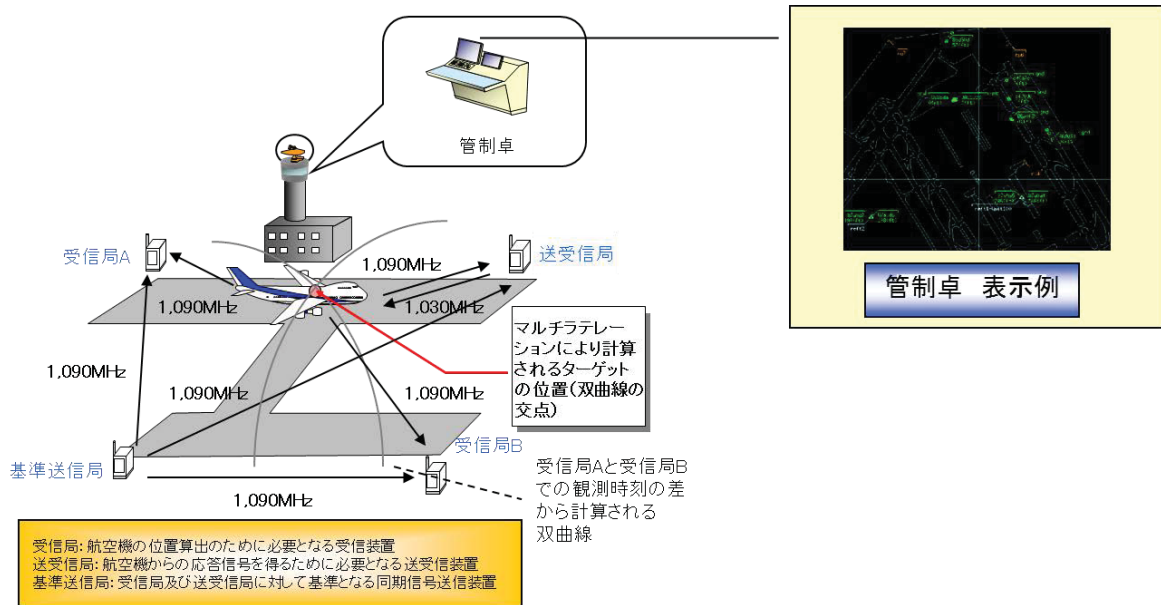 管制卓
管制卓 表示例
受信局A
送受信局
1,090MHz
1,090MHz
1,030MHz
マルチラテレー
ションにより計算
されるターゲット
の位置(双曲線の
交点)
1,090MHz
1,090MHz
1,090MHz
基準送信局
受信局B
1,090MHz
受信局Aと受信局B
での観測時刻の差
から計算される
双曲線
受信局: 航空機の位置算出のために必要となる受信装置
送受信局: 航空機からの応答信号を得るために必要となる送受信装置
基準送信局: 受信局及び送受信局に対して基準となる同期信号送信装置